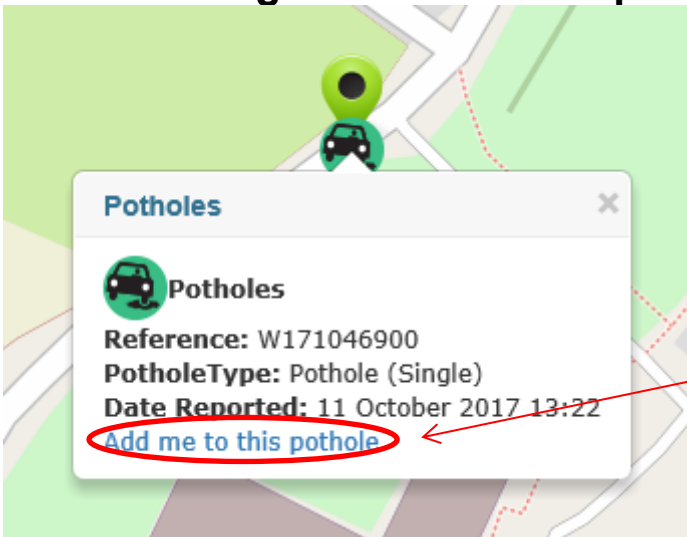 Potholes
Potholes
Reference: W171046900
PotholeType: Pothole (Single)
Date Reported: 11 October 2017 13:22
Add me to this pothole